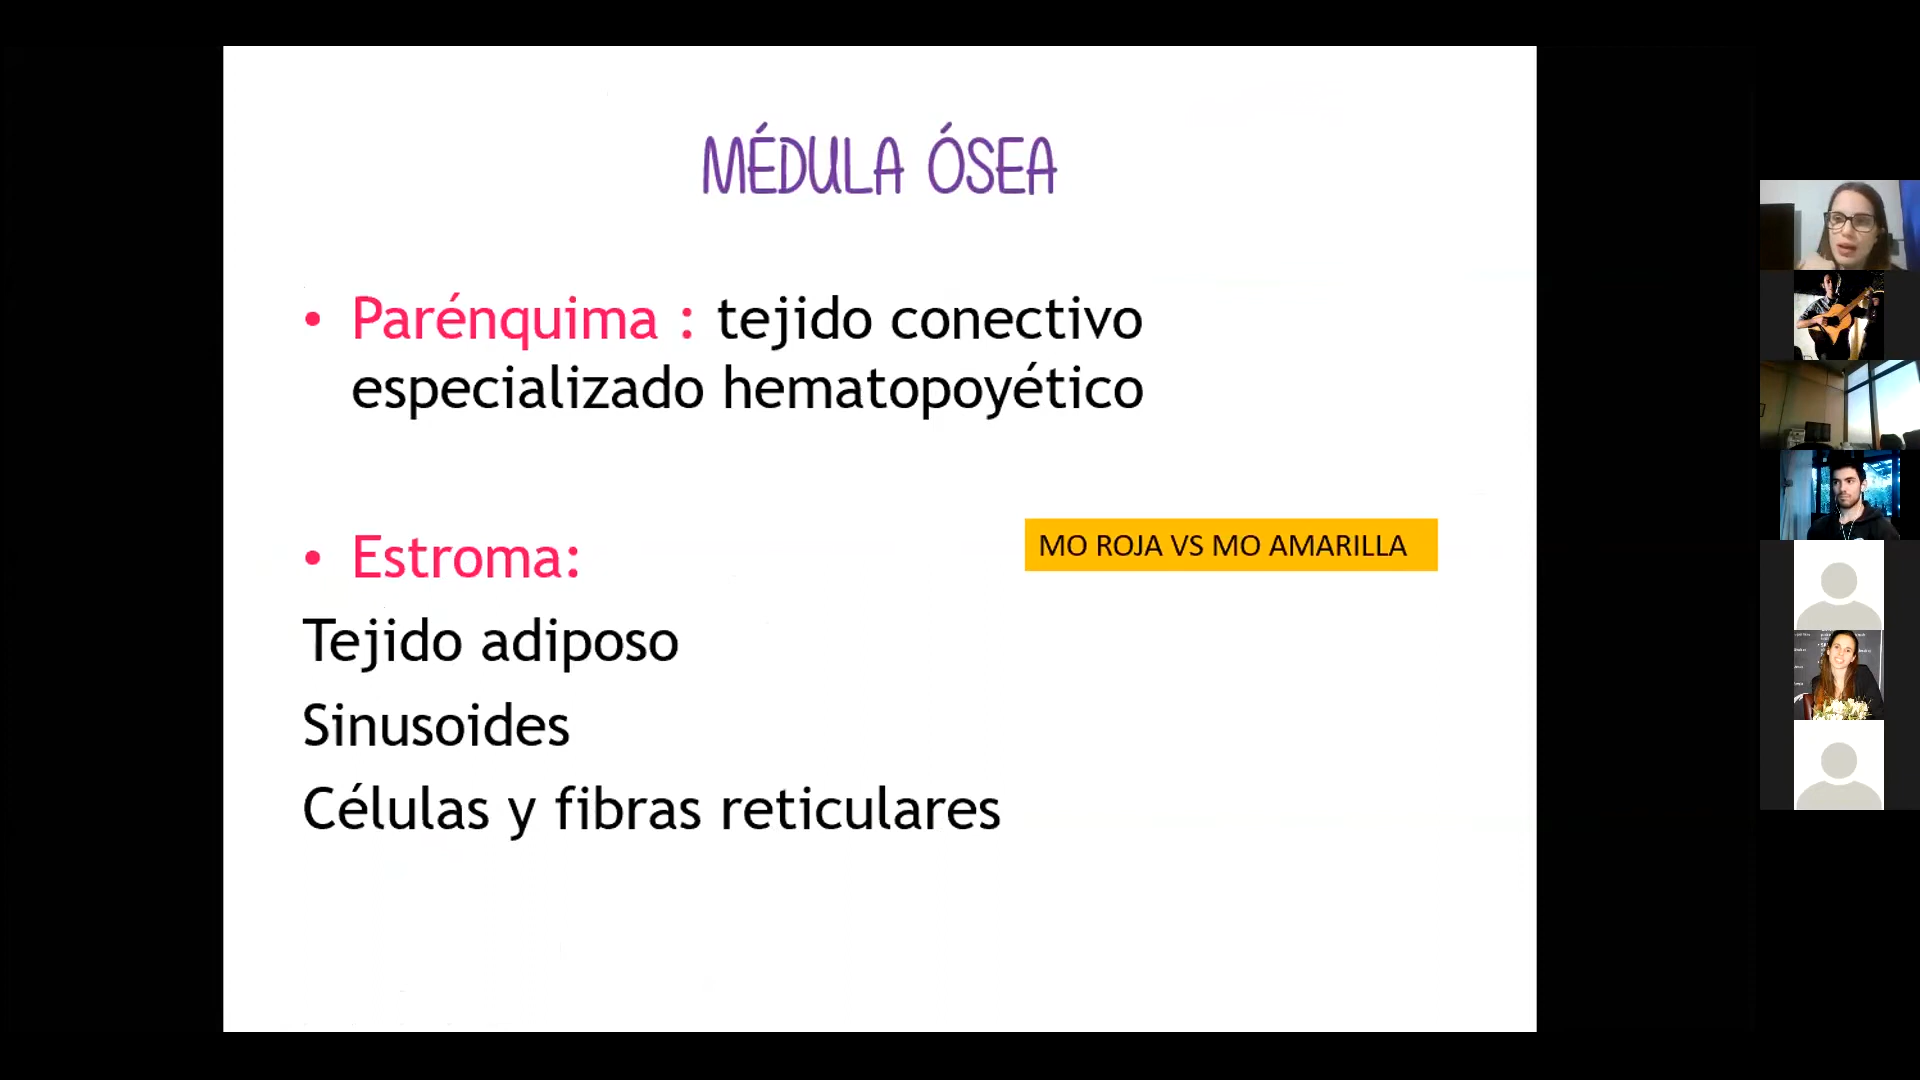 MÉDULA ÓSEA
• Parénquima : tejido conectivo
especializado hematopoyético
• Estroma:
MO ROJA VS MO AMARILLA
Tejido adiposo
Sinusoides
Células y fibras reticulares